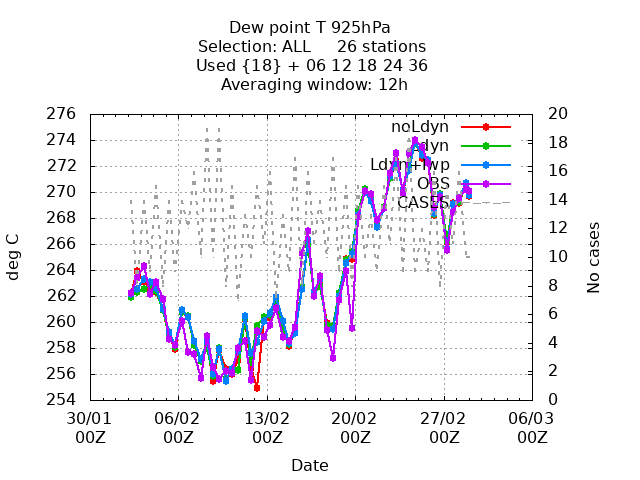 Dew point T 925hPa
Selection: ALL 26 stations
Used {18} + 06 12 18 24 36
Averaging window: 12h
276
274
272
270
268
266
264
262
260
258
256
254
deg C
20
18
16
14
12
10
8
6
4
2
0
No cases
noLdyn
Ldyn
Ldyn+lwp
OBS
CASES
30/01 06/02 13/02 20/02 27/02 06/03
00Z 00Z 00Z 00Z 00Z 00Z
Date